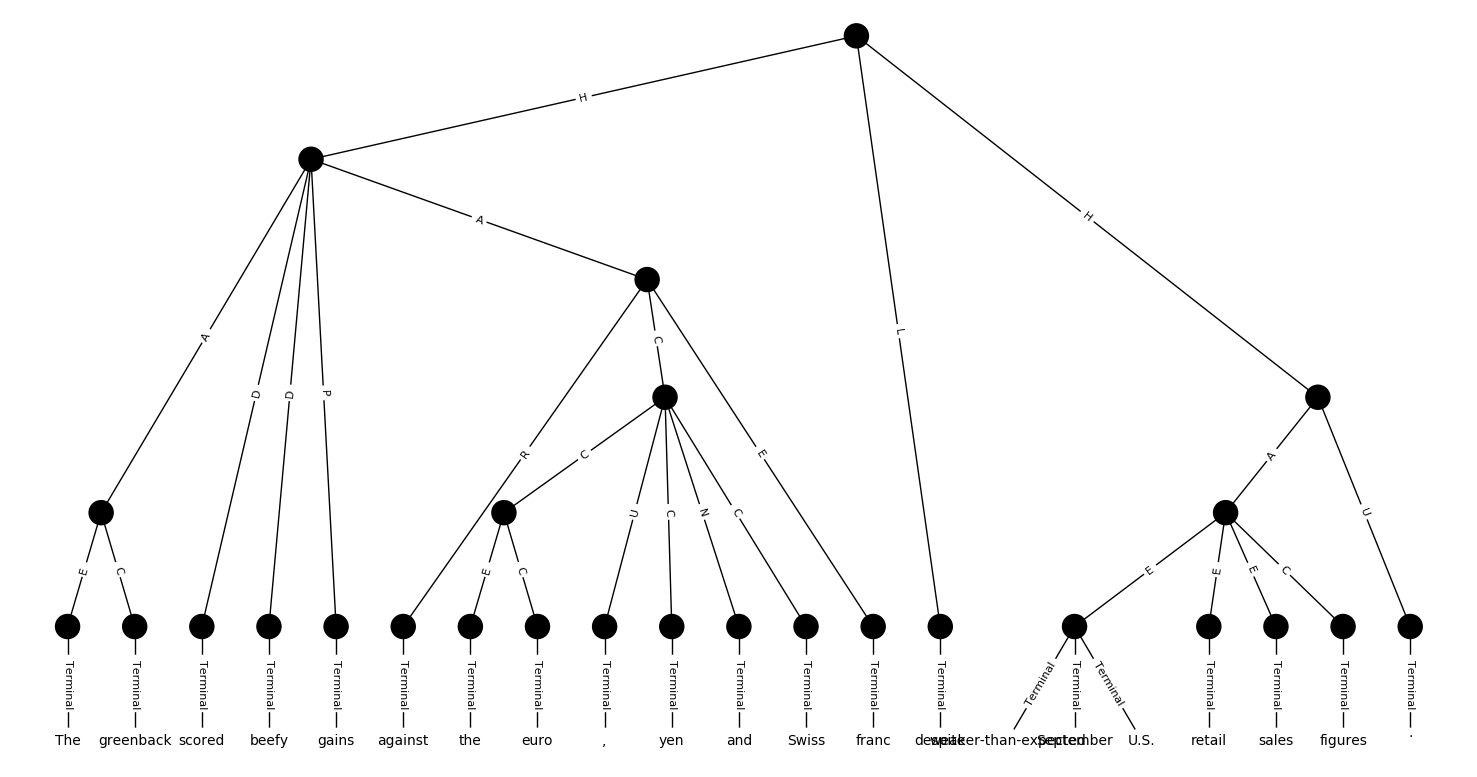 H
A
A
L
H
C
D
D
P
R
C
E
A
U
C
N
C
U
E
C
E
C
E
E
E
C
Terminal Terminal Terminal Terminal Terminal Terminal Terminal Terminal Terminal Terminal Terminal Terminal Terminal Terminal Terminal Terminal Terminal Terminal Terminal Terminal Terminal
The greenback scored beefy gains against the euro , yen and Swiss franc despite weaker-than-expected September U.S. retail sales figures .